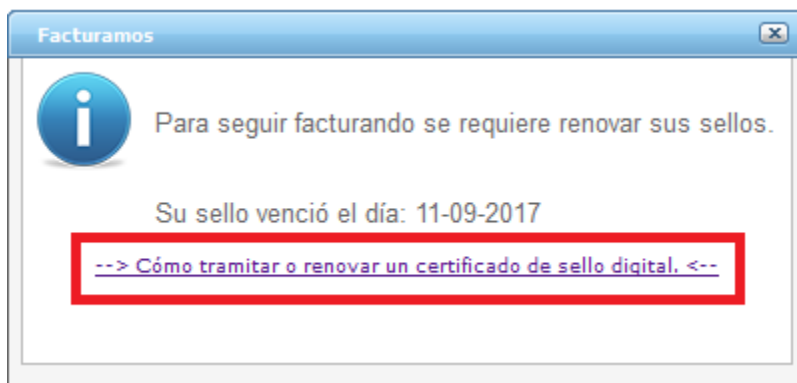 Facturamos
Para seguir facturando se requiere renovar sus sellos.
Su sello venció el día: 11-09-2017
--> Cómo tramitar o renovar un certificado de sello digital. <--